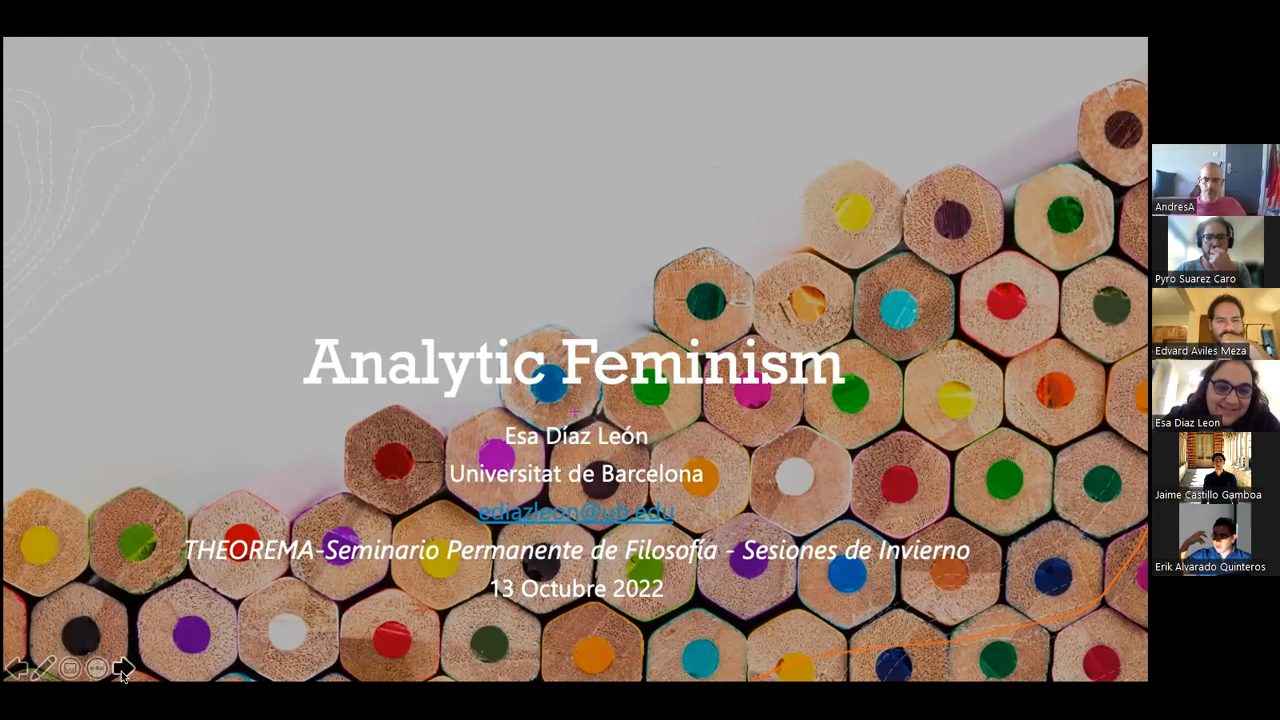 Analytic Feminism
Esa Díaz León
Universitat de Barcelona
ediazleon@ub.edu
THEOREMA-Seminario Permanente de Filosofía - Sesiones de Invierno
13 Octubre 2022
AndresA
Pyro Suarez Caro
Edvard Aviles Meza
Esa Diaz Leon
Jaime Castillo Gamboa
Erik Alvarado Quinteros